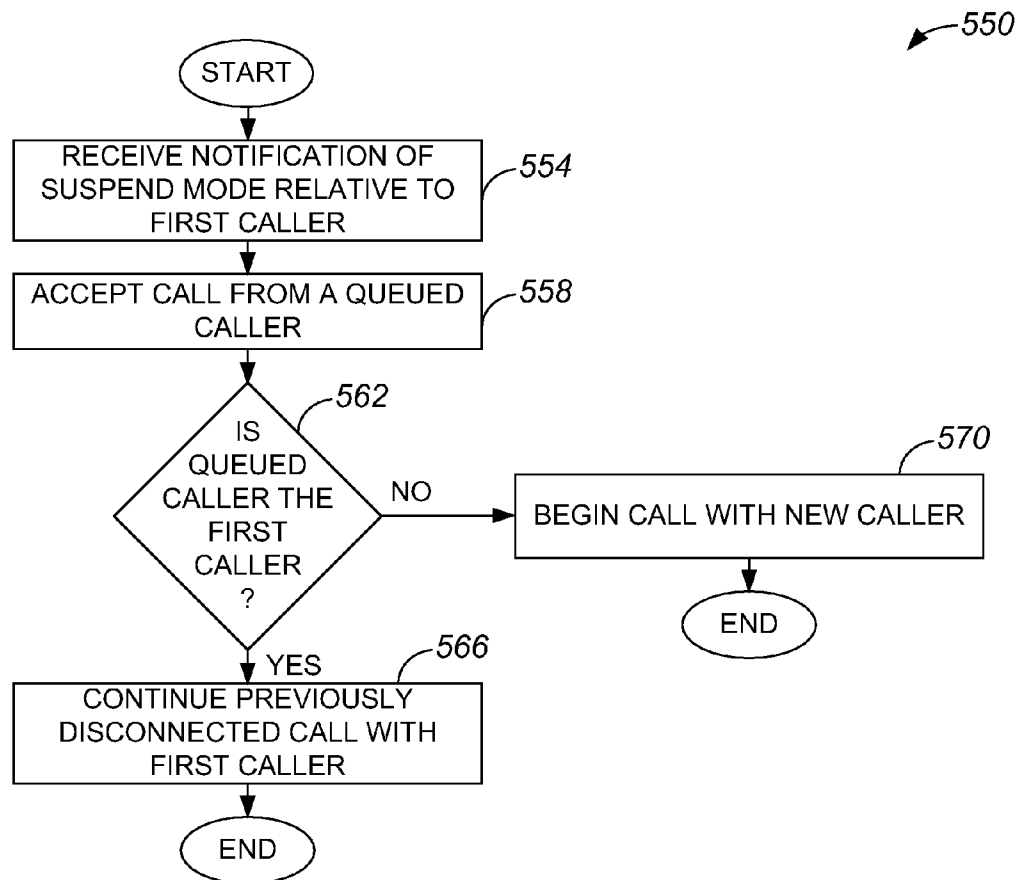 550
START
RECEIVE NOTIFICATION OF
SUSPEND MODE RELATIVE TO
FIRST CALLER
554
ACCEPT CALL FROM A QUEUED
CALLER
558
562
IS
QUEUED
CALLER THE
FIRST
CALLER
?
NO
570
BEGIN CALL WITH NEW CALLER
END
YES
566
CONTINUE PREVIOUSLY
DISCONNECTED CALL WITH
FIRST CALLER
END